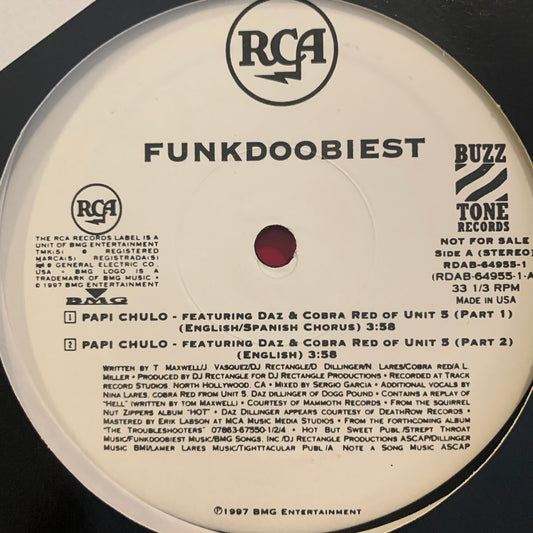 RCA
FUNKDOOBIEST
BUZZ
TONE
RECORDS
RCA
THE RCA RECORDS LABEL IS A
UNIT OF BMG ENTERTAINMENT
TMK(S) ® REGISTERED
MARCA(S) ® REGISTRADA(S)
® GENERAL ELECTRIC CO.,
USA • BMG LOGO IS A
TRADEMARK OF BMG MUSIC •
© 1997 BMG ENTERTAINMENT
BMG
NOT FOR SALE
SIDE A (STEREO)
RDAB-64955-1
(RDAB-64955-1-A
33 1/3 RPM
MADE IN USA
1 PAPI CHULO - FEATURING DAZ & COBRA RED OF UNIT 5 (PART 1)
(ENGLISH/SPANISH CHORUS) 3:58
2 PAPI CHULO - FEATURING DAZ & COBRA RED OF UNIT 5 (PART 2)
(ENGLISH) 3:58
WRITTEN BY T MAXWELL/J VASQUEZ/DJ RECTANGLE/D DILLINGER/N LARES/COBRA RED/A.L.
MILLER • PRODUCED BY DJ RECTANGLE FOR DJ RECTANGLE PRODUCTIONS • RECORDED AT TRACK
RECORD STUDIOS, NORTH HOLLYWOOD, CA • MIXED BY SERGIO GARCIA • ADDITIONAL VOCALS BY
NINA LARES, COBRA RED FROM UNIT 5, DAZ DILLINGER OF DOGG POUND • CONTAINS A REPLAY OF
"HELL" (WRITTEN BY TOM MAXWELL) • COURTESY OF MAMMOTH RECORDS • FROM THE SQUIRREL
NUT ZIPPERS ALBUM "HOT" • DAZ DILLINGER APPEARS COURTESY OF DEATHROW RECORDS •
MASTERED BY ERIK LABSON AT MCA MUSIC MEDIA STUDIOS • FROM THE FORTHCOMING ALBUM
"THE TROUBLESHOOTERS" 07863-67550-1/2/4 • HOT BUT SWEET PUBL/STREPT THROAT
MUSIC/FUNKDOOBIEST MUSIC/BMG SONGS, INC/DJ RECTANGLE PRODUCTIONS ASCAP/DILLINGER
MUSIC BMI/LAMER LARES MUSIC/TIGHTTACULAR PUBL/A NOTE A SONG MUSIC ASCAP
℗1997 BMG ENTERTAINMENT